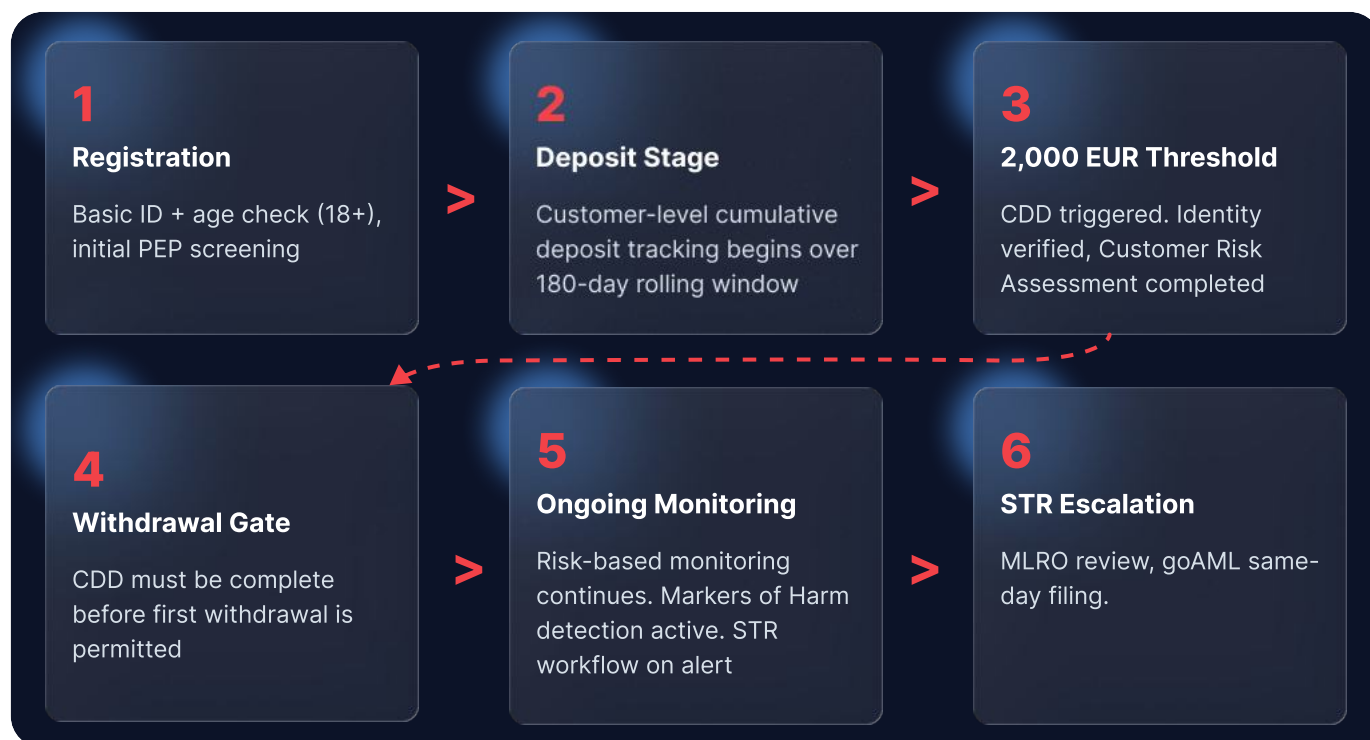 1
Registration
Basic ID + age check (18+),
initial PEP screening
>
2
Deposit Stage
Customer-level cumulative
deposit tracking begins over
180-day rolling window
>
3
2,000 EUR Threshold
CDD triggered. Identity
verified, Customer Risk
Assessment completed
4
Withdrawal Gate
CDD must be complete
before first withdrawal is
permitted
>
5
Ongoing Monitoring
Risk-based monitoring
continues. Markers of Harm
detection active. STR
workflow on alert
>
6
STR Escalation
MLRO review, goAML same-
day filing.